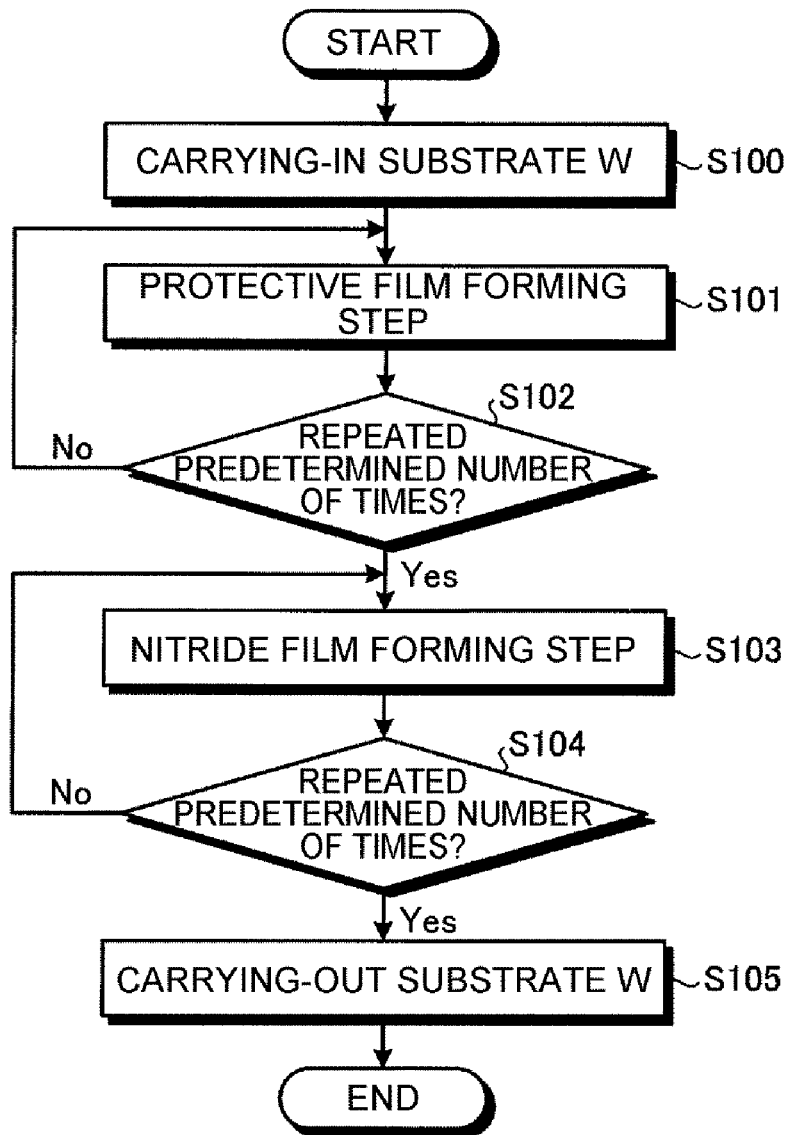 START
CARRYING-IN SUBSTRATE W
S100
PROTECTIVE FILM FORMING
STEP
S101
S102
REPEATED
PREDETERMINED NUMBER
OF TIMES?
No
Yes
NITRIDE FILM FORMING STEP
S103
S104
REPEATED
PREDETERMINED NUMBER
OF TIMES?
No
Yes
CARRYING-OUT SUBSTRATE W
S105
END